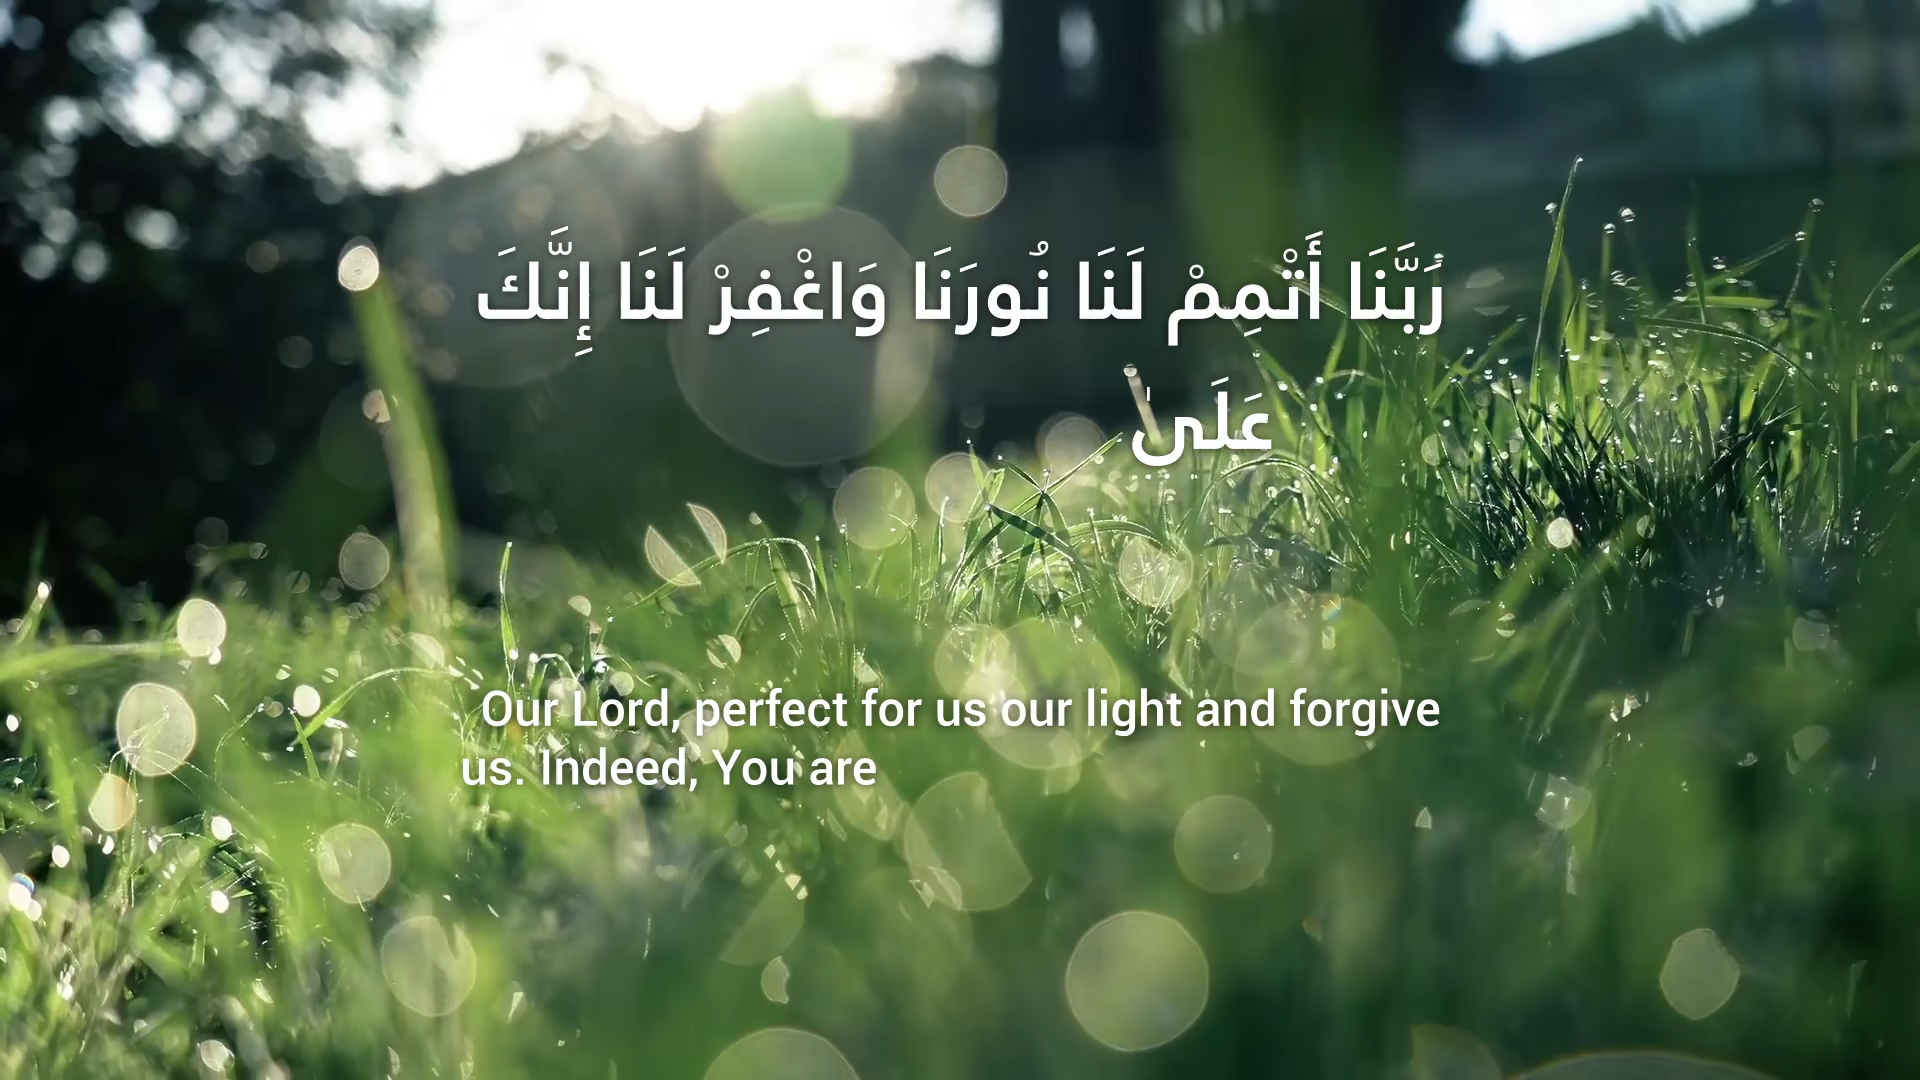 رَبَّنَا أَتْمِمْ لَنَا نُورَنَا وَاغْفِرْ لَنَا إِنَّكَ
عَلَىٰ
Our Lord, perfect for us our light and forgive
us. Indeed, You are